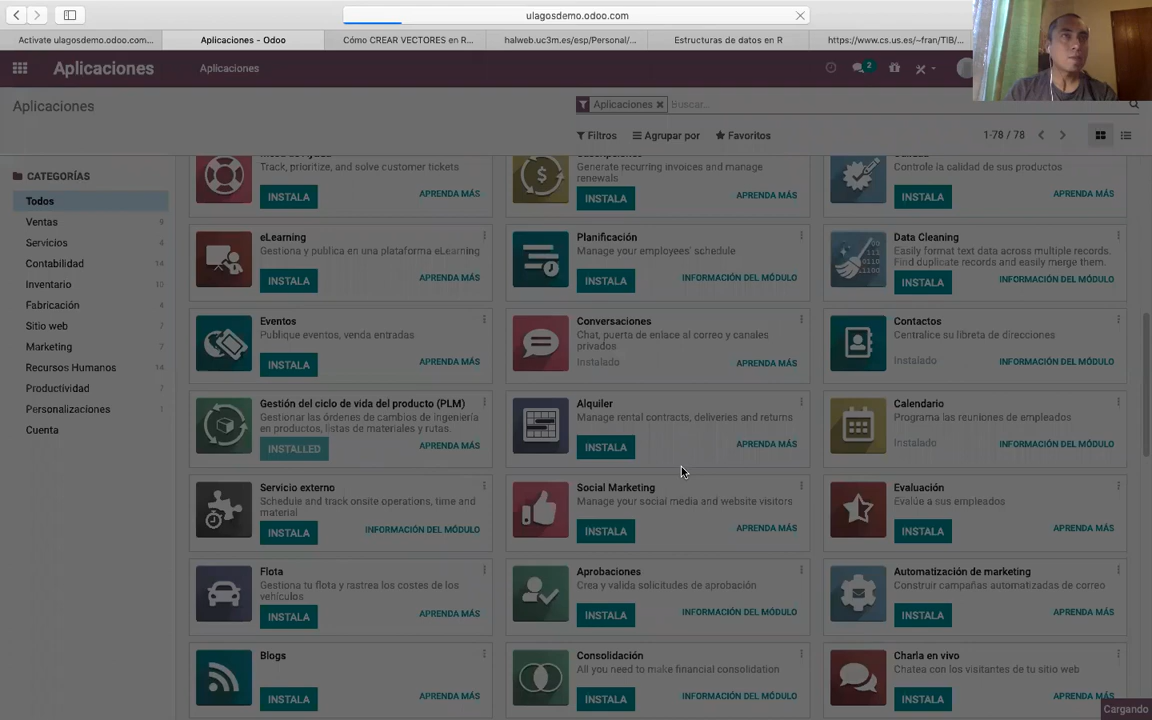 ulagosdemo.odoo.com
Activate ulagosdemo.odoo.com...
Aplicaciones - Odoo
Cómo CREAR VECTORES en R...
halweb.uc3m.es/esp/Personal/...
Estructuras de datos en R
https://www.cs.us.es/~fran/TIB/...
Aplicaciones
Aplicaciones
2
Aplicaciones
Aplicaciones
Buscar...
Filtros
Agrupar por
Favoritos
1-78 / 78
CATEGORÍAS
Todos
Ventas 9
Servicios 4
Contabilidad 14
Inventario 10
Fabricación 4
Sitio web 7
Marketing 7
Recursos Humanos 14
Productividad 7
Personalizaciones 1
Cuenta
Track, prioritize, and solve customer tickets
INSTALA
APRENDA MÁS
Generate recurring invoices and manage
renewals
INSTALA
APRENDA MÁS
Controle la calidad de sus productos
INSTALA
APRENDA MÁS
eLearning
Gestiona y publica en una plataforma eLearning
INSTALA
APRENDA MÁS
Planificación
Manage your employees' schedule
INSTALA
INFORMACIÓN DEL MÓDULO
Data Cleaning
Easily format text data across multiple records.
Find duplicate records and easily merge them.
INSTALA
INFORMACIÓN DEL MÓDULO
Eventos
Publique eventos, venda entradas
INSTALA
APRENDA MÁS
Conversaciones
Chat, puerta de enlace al correo y canales
privados
Instalado
APRENDA MÁS
Contactos
Centralice su libreta de direcciones
Instalado
INFORMACIÓN DEL MÓDULO
Gestión del ciclo de vida del producto (PLM)
Gestionar las órdenes de cambios de ingeniería
en productos, listas de materiales y rutas.
INSTALLED
APRENDA MÁS
Alquiler
Manage rental contracts, deliveries and returns
INSTALA
APRENDA MÁS
Calendario
Programa las reuniones de empleados
Instalado
INFORMACIÓN DEL MÓDULO
Servicio externo
Schedule and track onsite operations, time and
material
INSTALA
INFORMACIÓN DEL MÓDULO
Social Marketing
Manage your social media and website visitors
INSTALA
APRENDA MÁS
Evaluación
Evalúe a sus empleados
INSTALA
APRENDA MÁS
Flota
Gestiona tu flota y rastrea los costes de los
vehículos
INSTALA
APRENDA MÁS
Aprobaciones
Crea y valida solicitudes de aprobación
INSTALA
INFORMACIÓN DEL MÓDULO
Automatización de marketing
Construir campañas automatizadas de correo
INSTALA
APRENDA MÁS
Blogs
INSTALA
APRENDA MÁS
Consolidación
All you need to make financial consolidation
INSTALA
INFORMACIÓN DEL MÓDULO
Charla en vivo
Chatea con los visitantes de tu sitio web
INSTALA
APRENDA MÁS
Cargando